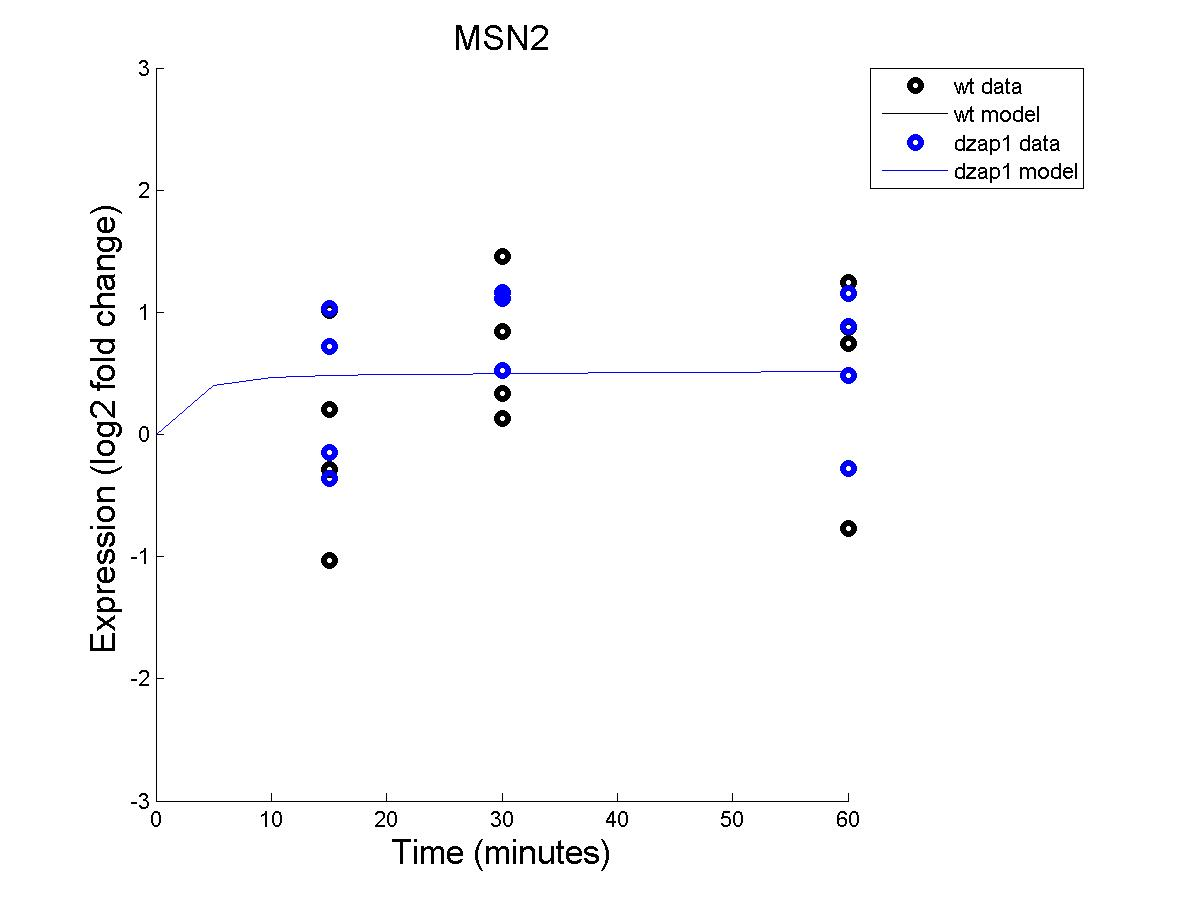 MSN2
wt data
wt model
dzap1 data
dzap1 model
Expression (log2 fold change)
3
2
1
0
-1
-2
-3
0 10 20 30 40 50 60
Time (minutes)